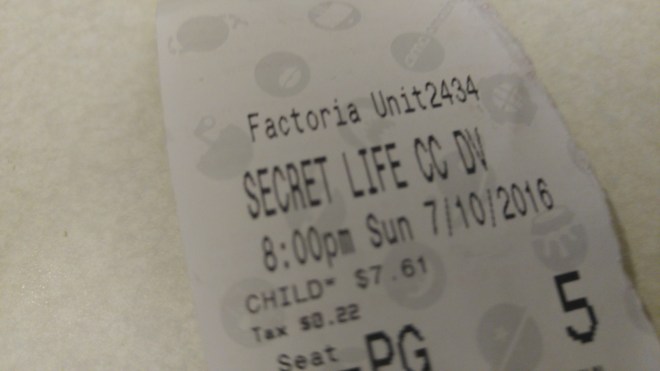 Factoria Unit2434
SECRET LIFE CC DV
8:00pm Sun 7/10/2016
CHILD" $7.61
Tax $0.22
Seat
PG
5